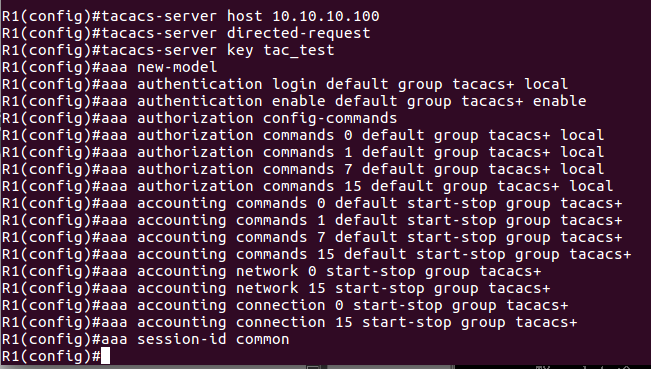 R1(config)#tacacs-server host 10.10.10.100
R1(config)#tacacs-server directed-request
R1(config)#tacacs-server key tac_test
R1(config)#aaa new-model
R1(config)#aaa authentication login default group tacacs+ local
R1(config)#aaa authentication enable default group tacacs+ enable
R1(config)#aaa authorization config-commands
R1(config)#aaa authorization commands 0 default group tacacs+ local
R1(config)#aaa authorization commands 1 default group tacacs+ local
R1(config)#aaa authorization commands 7 default group tacacs+ local
R1(config)#aaa authorization commands 15 default group tacacs+ local
R1(config)#aaa accounting commands 0 default start-stop group tacacs+
R1(config)#aaa accounting commands 1 default start-stop group tacacs+
R1(config)#aaa accounting commands 7 default start-stop group tacacs+
R1(config)#aaa accounting commands 15 default start-stop group tacacs+
R1(config)#aaa accounting network 0 start-stop group tacacs+
R1(config)#aaa accounting network 15 start-stop group tacacs+
R1(config)#aaa accounting connection 0 start-stop group tacacs+
R1(config)#aaa accounting connection 15 start-stop group tacacs+
R1(config)#aaa session-id common
R1(config)#